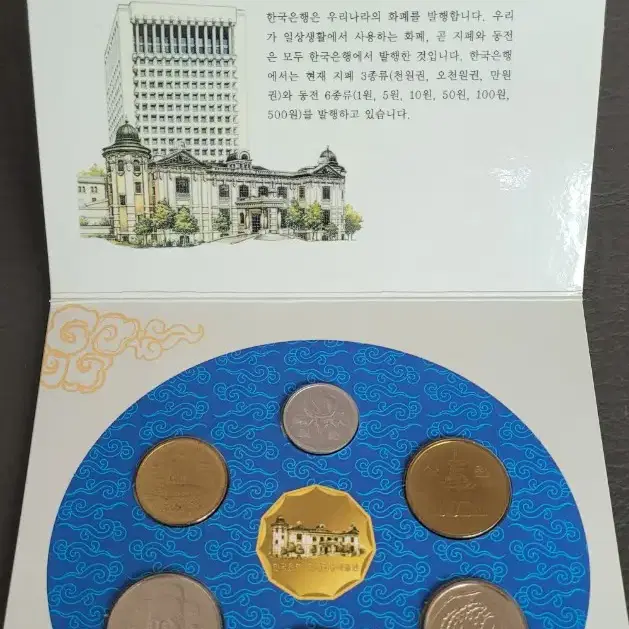 한국은행은 우리나라의 화폐를 발행합니다. 우리
가 일상생활에서 사용하는 화폐, 곧 지폐와 동전
은 모두 한국은행에서 발행한 것입니다. 한국은행
에서는 현재 지폐 3종류(천원권, 오천원권, 만원
권)와 동전 6종류(1원, 5원, 10원, 50원, 100원,
500원)를 발행하고 있습니다.